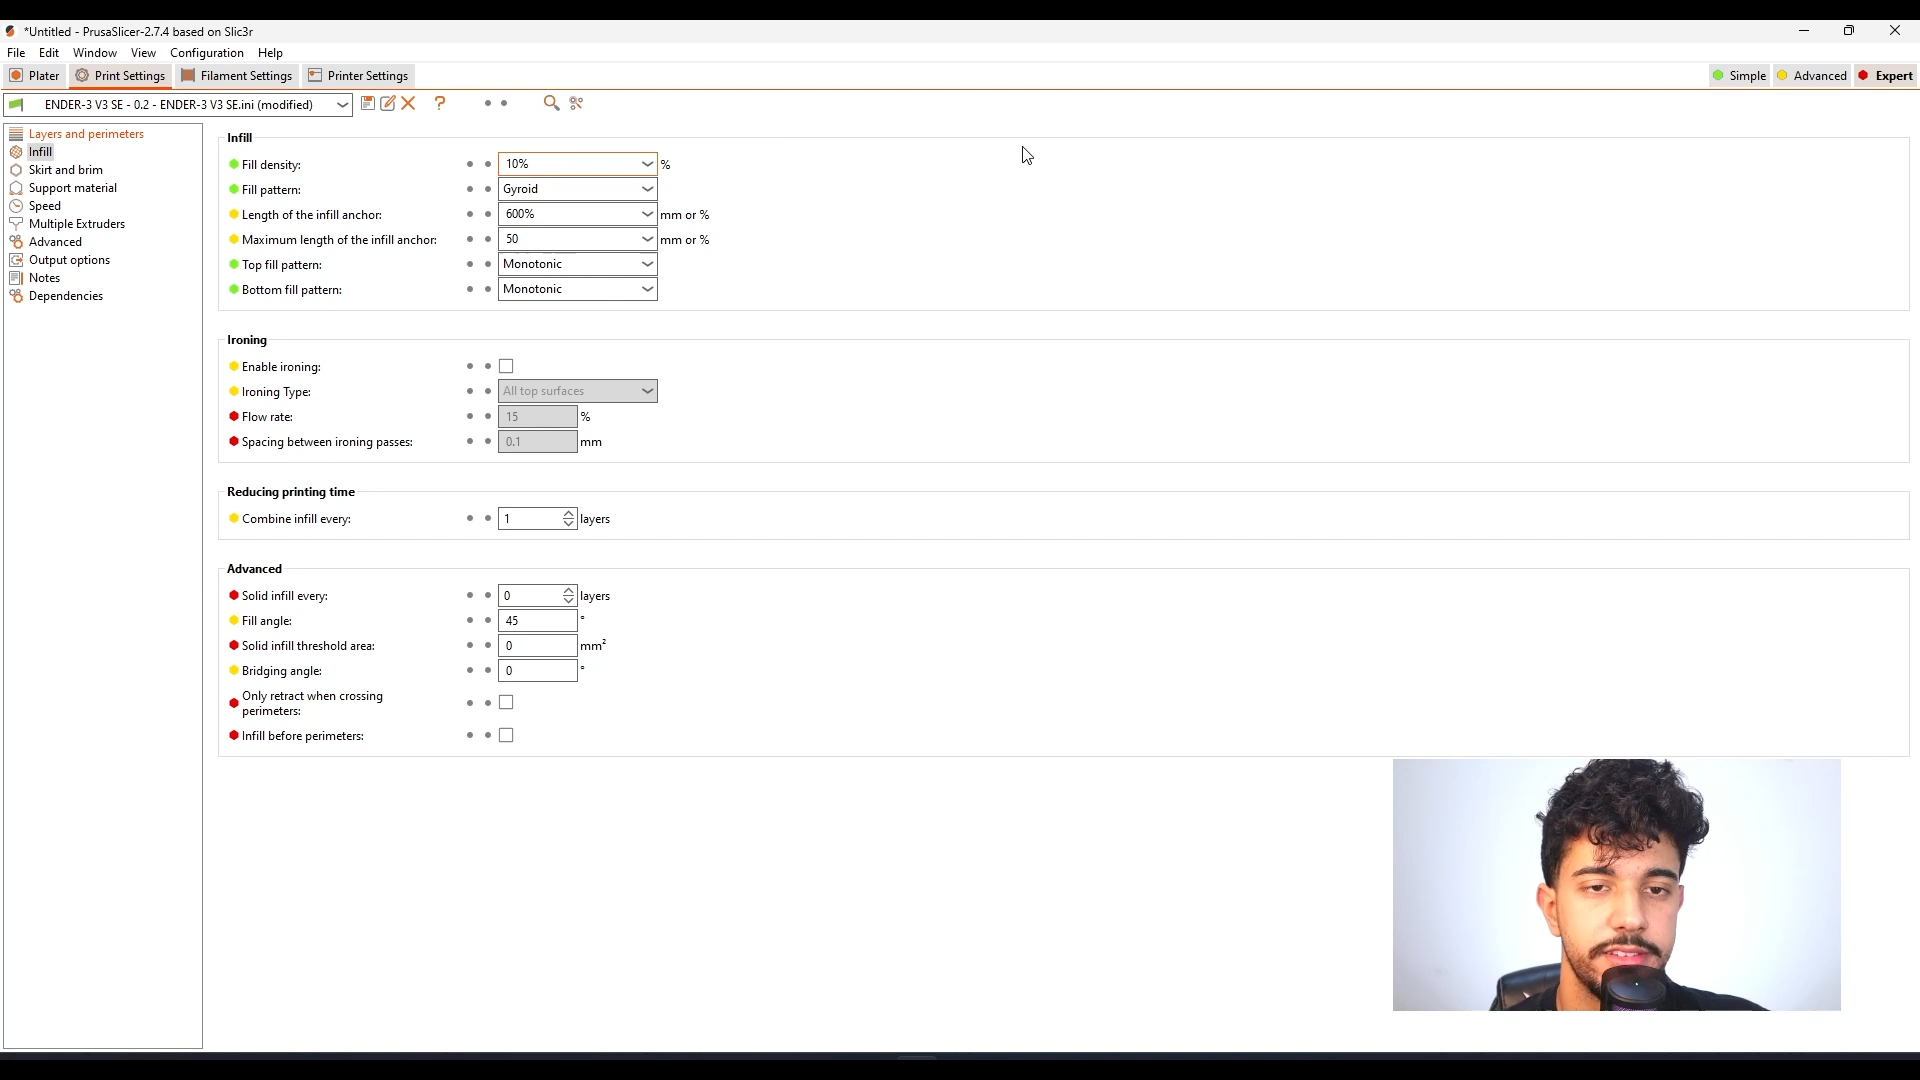 *Untitled - PrusaSlicer-2.7.4 based on Slic3r
File Edit Window View Configuration Help
Plater Print Settings Filament Settings Printer Settings Simple Advanced Expert
ENDER-3 V3 SE - 0.2 - ENDER-3 V3 SE.ini (modified) ?
Layers and perimeters
Infill
Skirt and brim
Support material
Speed
Multiple Extruders
Advanced
Output options
Notes
Dependencies
Infill
Fill density: 10% %
Fill pattern: Gyroid
Length of the infill anchor: 600% mm or %
Maximum length of the infill anchor: 50 mm or %
Top fill pattern: Monotonic
Bottom fill pattern: Monotonic
Ironing
Enable ironing:
Ironing Type: All top surfaces
Flow rate: 15 %
Spacing between ironing passes: 0.1 mm
Reducing printing time
Combine infill every: 1 layers
Advanced
Solid infill every: 0 layers
Fill angle: 45 °
Solid infill threshold area: 0 mm²
Bridging angle: 0 °
Only retract when crossing
perimeters:
Infill before perimeters: